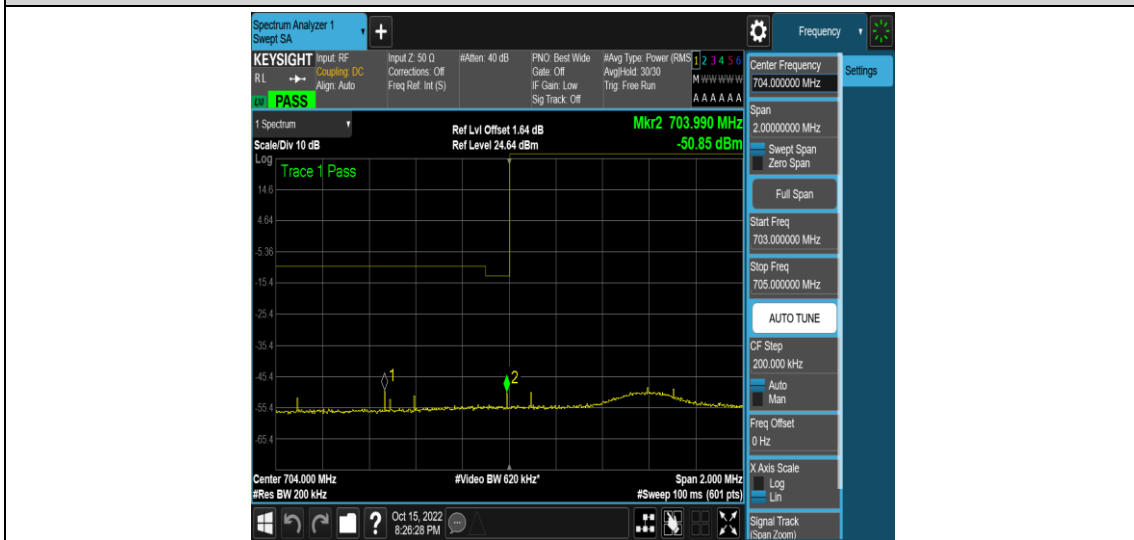 Spectrum Analyzer 1
Swept SA
+
Frequency
KEYSIGHT
RL
PASS
Input: RF
Coupling: DC
Align: Auto
Input Z: 50 Ω
Corrections: Off
Freq Ref: Int (S)
#Atten: 40 dB
PNO: Best Wide
Gate: Off
IF Gain: Low
Sig Track: Off
#Avg Type: Power (RMS
Avg|Hold: 30/30
Trig: Free Run
1 2 3 4 5 6
M W W W W W
A A A A A A
1 Spectrum
Scale/Div 10 dB
Ref Lvl Offset 1.64 dB
Ref Level 24.64 dBm
Mkr2 703.990 MHz
-50.85 dBm
Log
Trace 1 Pass
14.6
4.64
-5.36
-15.4
-25.4
-35.4
-45.4
-55.4
-65.4
1
2
Center 704.000 MHz
#Res BW 200 kHz
#Video BW 620 kHz*
Span 2.000 MHz
#Sweep 100 ms (601 pts)
?
Oct 15, 2022
8:26:28 PM
Center Frequency
704.000000 MHz
Settings
Span
2.00000000 MHz
Swept Span
Zero Span
Full Span
Start Freq
703.000000 MHz
Stop Freq
705.000000 MHz
AUTO TUNE
CF Step
200.000 kHz
Auto
Man
Freq Offset
0 Hz
X Axis Scale
Log
Lin
Signal Track
(Span Zoom)